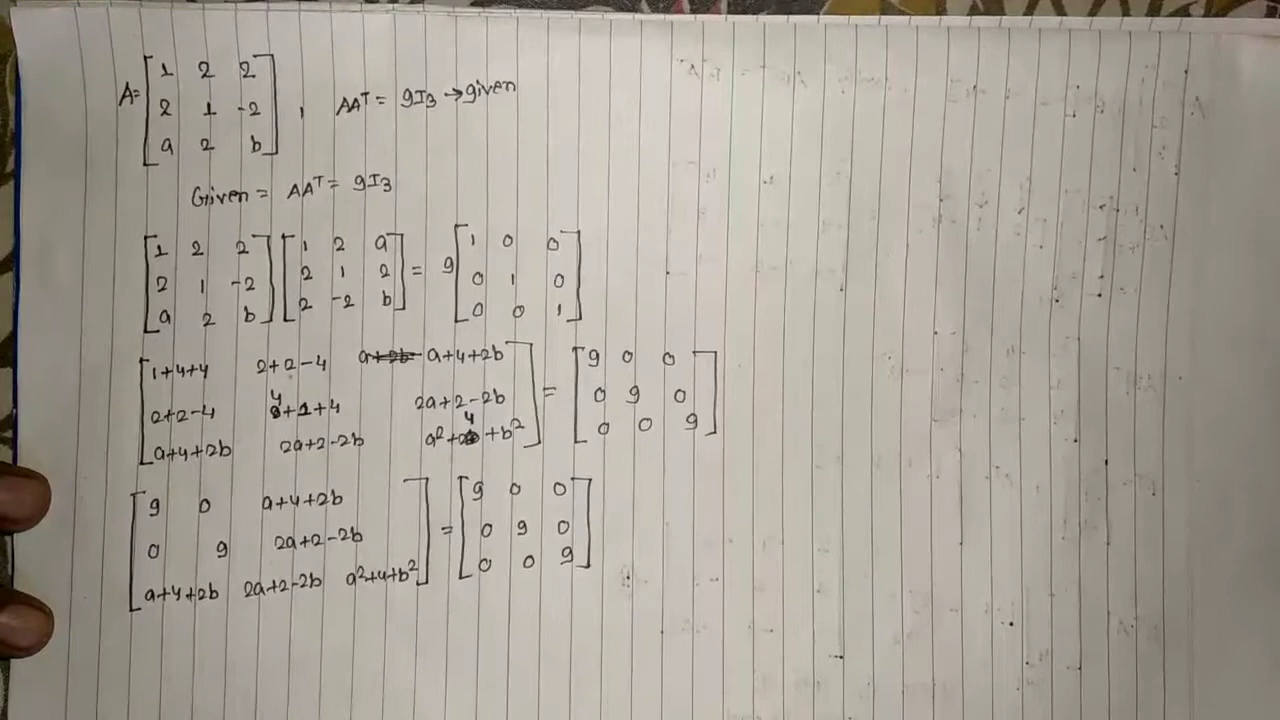 A= [1 2 2
2 1 -2 , AAᵀ = 9I3 → given
a 2 b]
Given = AAᵀ = 9I3
[1 2 2] [1 2 a] = 9 [1 0 0]
[2 1 -2] [2 1 2] [0 1 0]
[a 2 b] [2 -2 b] [0 0 1]
[1+4+4 2+2-4 a+4+2b] = [9 0 0]
[2+2-4 4+1+4 2a+2-2b] [0 9 0]
[a+4+2b 2a+2-2b a²+4+b²] [0 0 9]
[9 0 a+4+2b] = [9 0 0]
[0 9 2a+2-2b] [0 9 0]
[a+4+2b 2a+2-2b a²+4+b²] [0 0 9]